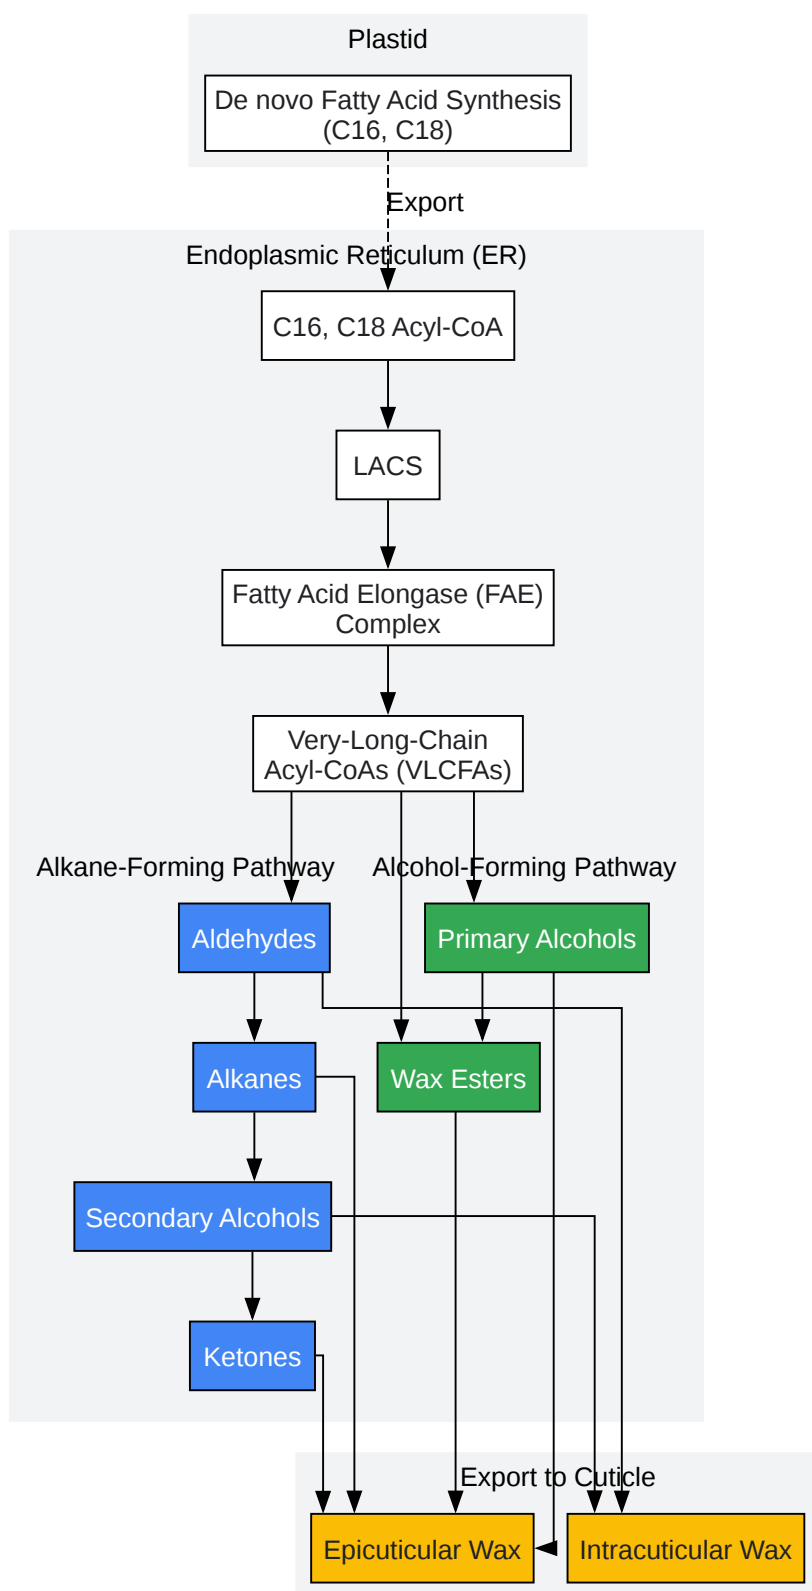 Plastid
De novo Fatty Acid Synthesis
(C16, C18)
Export
Endoplasmic Reticulum (ER)
C16, C18 Acyl-CoA
LACS
Fatty Acid Elongase (FAE)
Complex
Very-Long-Chain
Acyl-CoAs (VLCFAs)
Alkane-Forming Pathway
Alcohol-Forming Pathway
Aldehydes
Primary Alcohols
Alkanes
Wax Esters
Secondary Alcohols
Ketones
Export to Cuticle
Epicuticular Wax
Intracuticular Wax